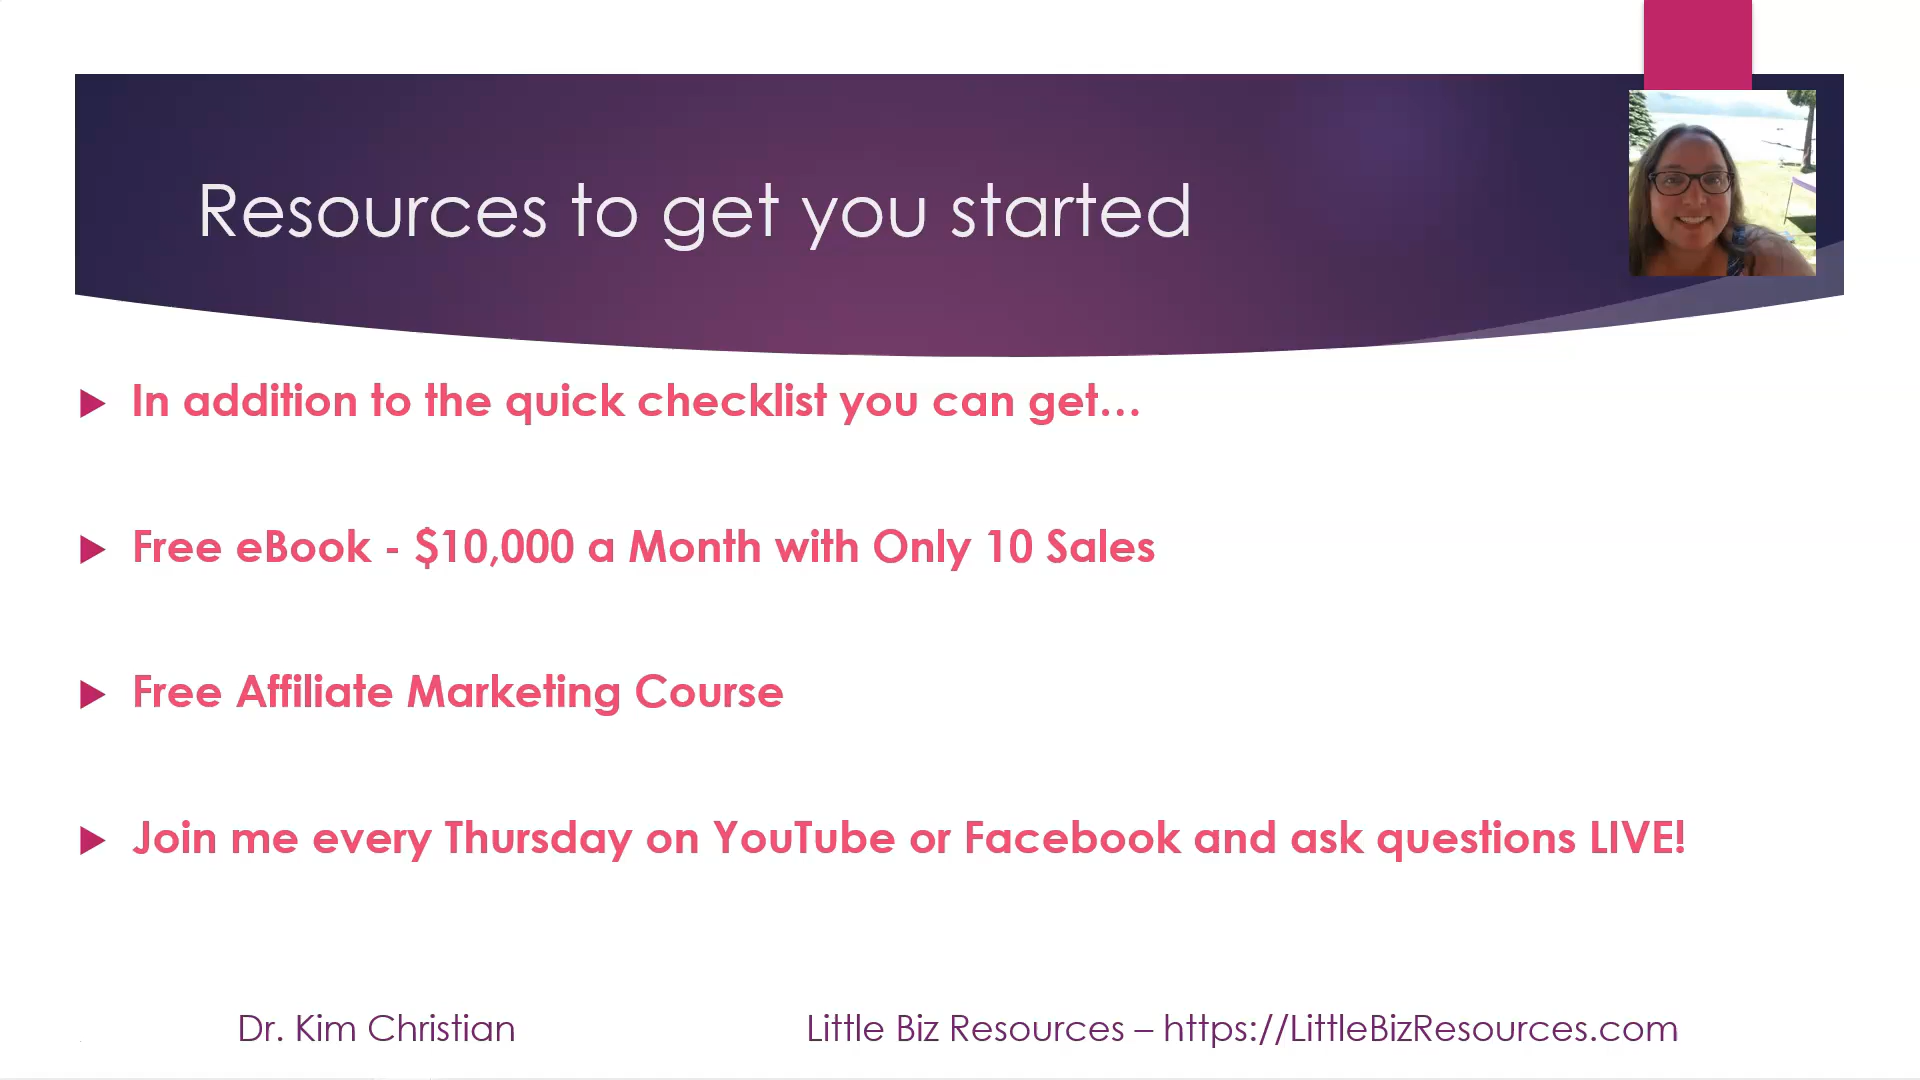 Resources to get you started
In addition to the quick checklist you can get…
Free eBook - $10,000 a Month with Only 10 Sales
Free Affiliate Marketing Course
Join me every Thursday on YouTube or Facebook and ask questions LIVE!
Dr. Kim Christian
Little Biz Resources – https://LittleBizResources.com